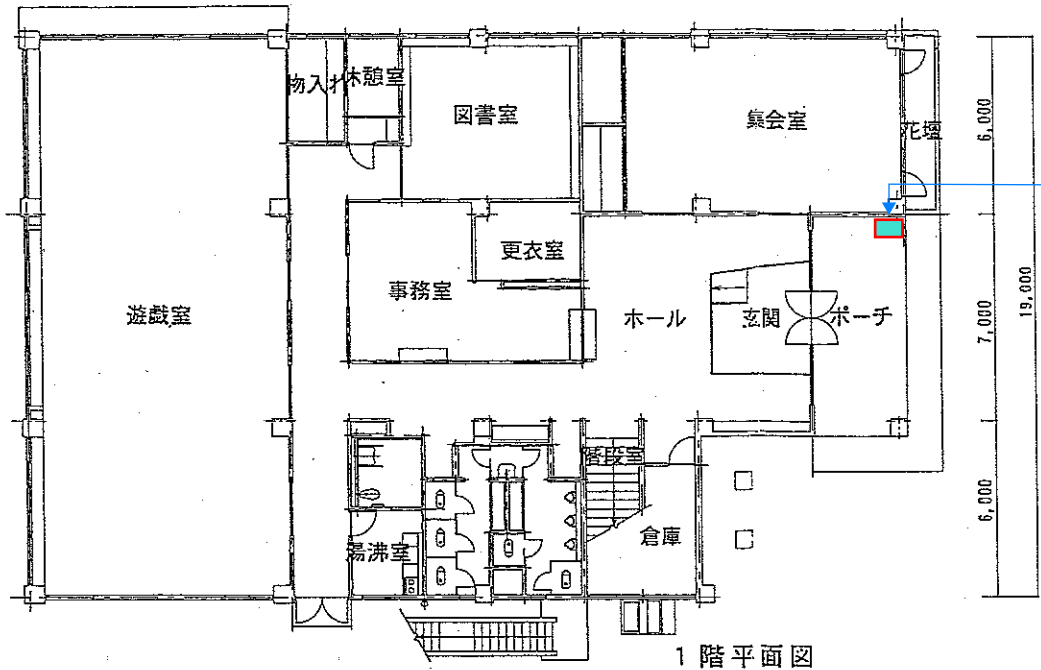 物入れ
休憩室
図書室
集会室
花壇
6,000
更衣室
事務室
遊戯室
ホール
玄関
ポーチ
7,000
19,000
階段室
湯沸室
倉庫
6,000
1階平面図